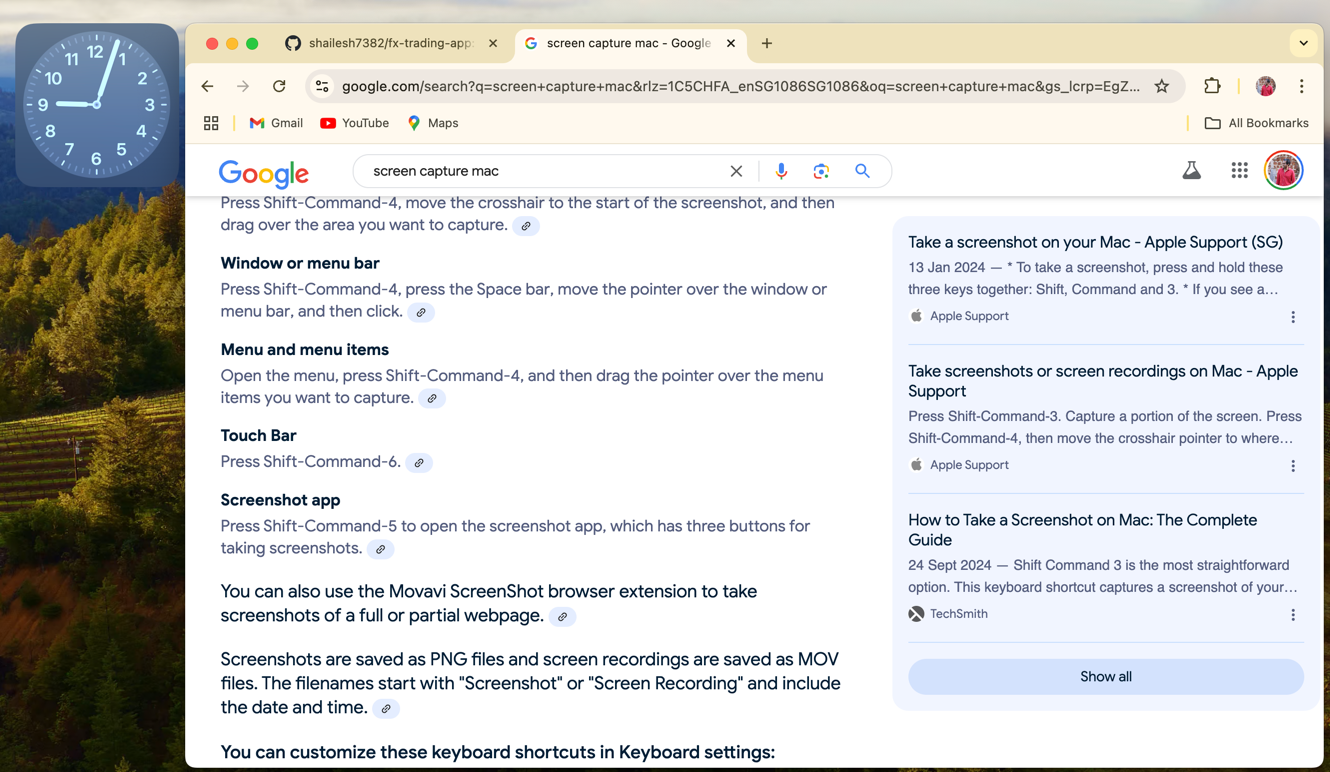 12
1
2
3
4
5
6
7
8
9
10
11
shailesh7382/fx-trading-app:
screen capture mac - Google
google.com/search?q=screen+capture+mac&rlz=1C5CHFA_enSG1086SG1086&oq=screen+capture+mac&gs_lcrp=EgZ...
Gmail
YouTube
Maps
All Bookmarks
Google
screen capture mac
Press Shift-Command-4, move the crosshair to the start of the screenshot, and then
drag over the area you want to capture.
Window or menu bar
Press Shift-Command-4, press the Space bar, move the pointer over the window or
menu bar, and then click.
Menu and menu items
Open the menu, press Shift-Command-4, and then drag the pointer over the menu
items you want to capture.
Touch Bar
Press Shift-Command-6.
Screenshot app
Press Shift-Command-5 to open the screenshot app, which has three buttons for
taking screenshots.
You can also use the Movavi ScreenShot browser extension to take
screenshots of a full or partial webpage.
Screenshots are saved as PNG files and screen recordings are saved as MOV
files. The filenames start with "Screenshot" or "Screen Recording" and include
the date and time.
You can customize these keyboard shortcuts in Keyboard settings:
Take a screenshot on your Mac - Apple Support (SG)
13 Jan 2024 — * To take a screenshot, press and hold these
three keys together: Shift, Command and 3. * If you see a...
Apple Support
Take screenshots or screen recordings on Mac - Apple
Support
Press Shift-Command-3. Capture a portion of the screen. Press
Shift-Command-4, then move the crosshair pointer to where...
Apple Support
How to Take a Screenshot on Mac: The Complete
Guide
24 Sept 2024 — Shift Command 3 is the most straightforward
option. This keyboard shortcut captures a screenshot of your...
TechSmith
Show all